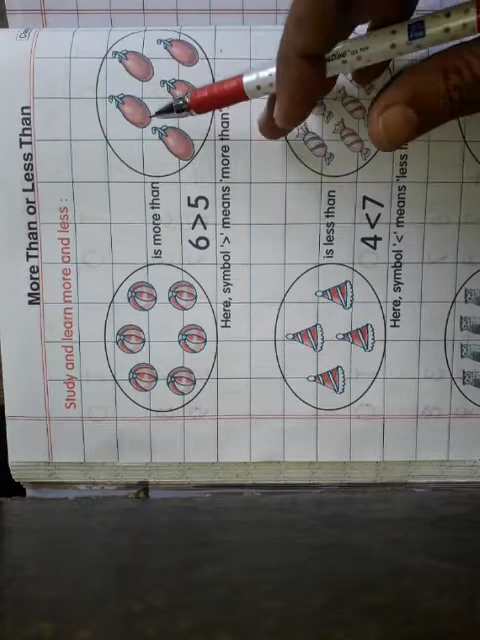 More Than or Less Than
Study and learn more and less :
is more than
6>5
Here, symbol '>' means 'more than
is less than
4<7
Here, symbol '<' means 'less